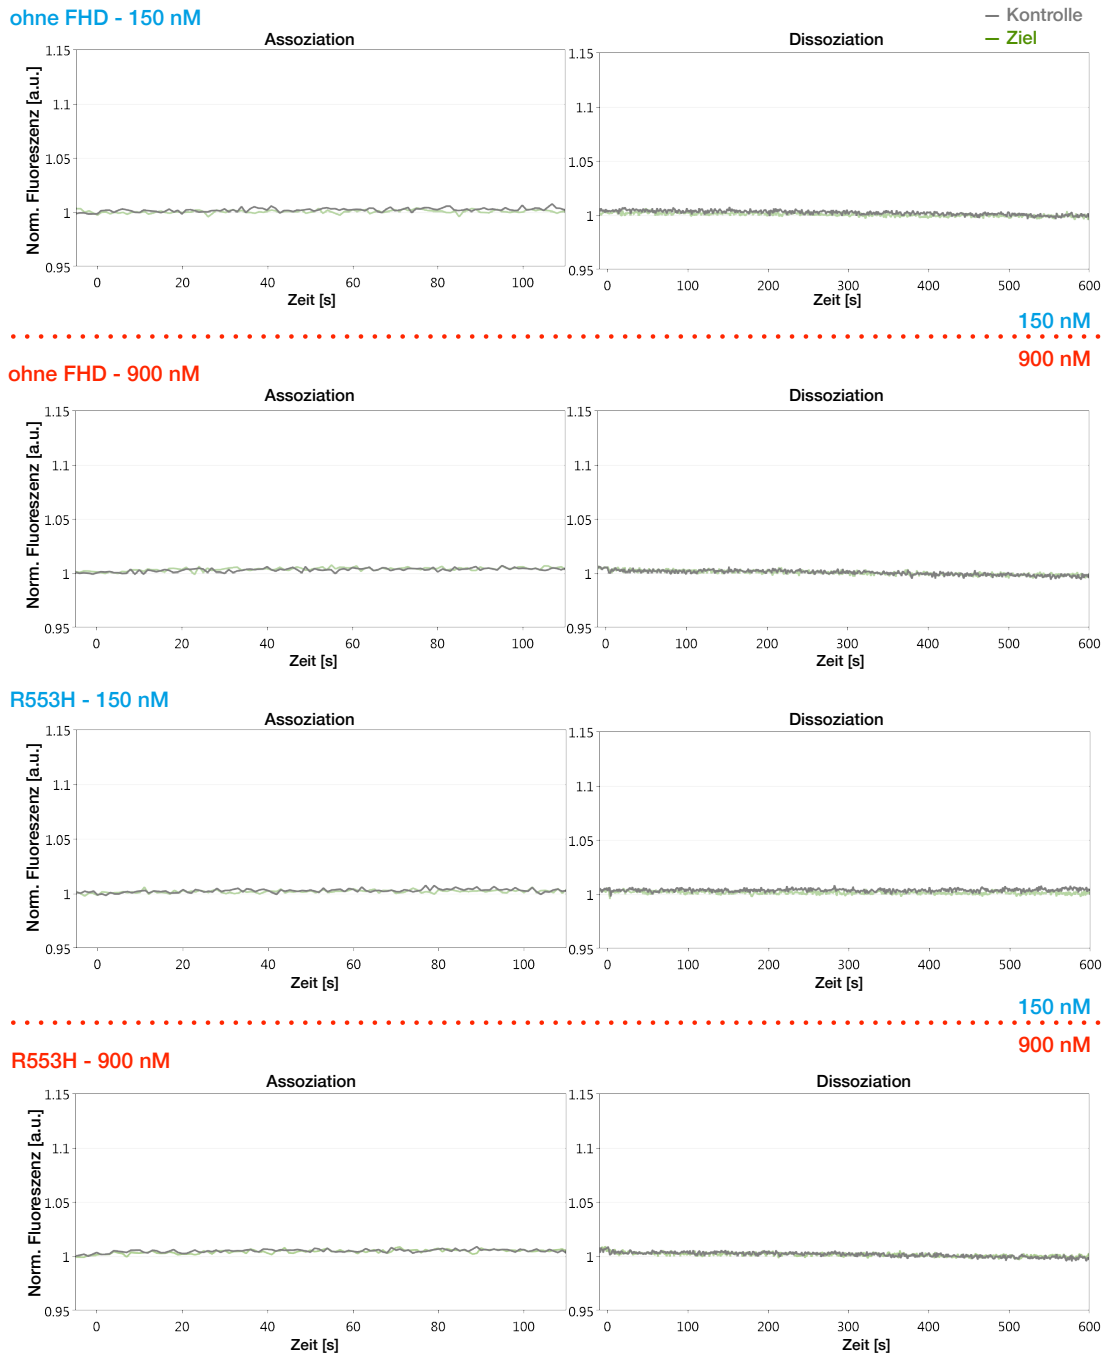 ohne FHD - 150 nM
Kontrolle
Ziel
Assoziation
Dissoziation
Norm. Fluoreszenz [a.u.]
1.15
1.1
1.05
1
0.95
0 20 40 60 80 100
Zeit [s]
1.15
1.1
1.05
1
0.95
0 100 200 300 400 500 600
Zeit [s]
150 nM
900 nM
ohne FHD - 900 nM
Assoziation
Dissoziation
Norm. Fluoreszenz [a.u.]
1.15
1.1
1.05
1
0.95
0 20 40 60 80 100
Zeit [s]
1.15
1.1
1.05
1
0.95
0 100 200 300 400 500 600
Zeit [s]
R553H - 150 nM
Assoziation
Dissoziation
Norm. Fluoreszenz [a.u.]
1.15
1.1
1.05
1
0.95
0 20 40 60 80 100
Zeit [s]
1.15
1.1
1.05
1
0.95
0 100 200 300 400 500 600
Zeit [s]
150 nM
900 nM
R553H - 900 nM
Assoziation
Dissoziation
Norm. Fluoreszenz [a.u.]
1.15
1.1
1.05
1
0.95
0 20 40 60 80 100
Zeit [s]
1.15
1.1
1.05
1
0.95
0 100 200 300 400 500 600
Zeit [s]